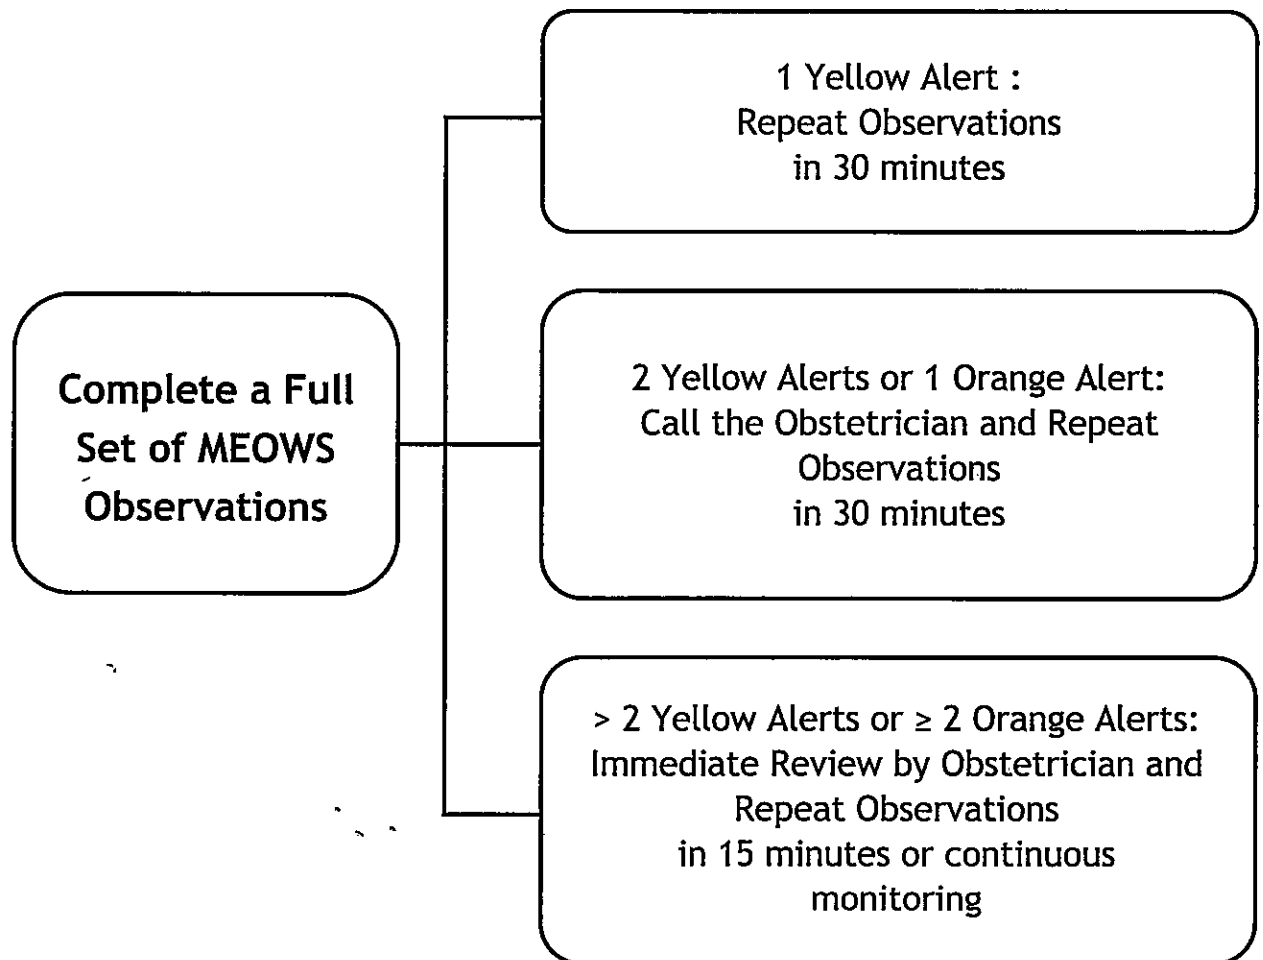 Complete a Full
Set of MEOWS
Observations
1 Yellow Alert :
Repeat Observations
in 30 minutes
2 Yellow Alerts or 1 Orange Alert:
Call the Obstetrician and Repeat
Observations
in 30 minutes
> 2 Yellow Alerts or ≥ 2 Orange Alerts:
Immediate Review by Obstetrician and
Repeat Observations
in 15 minutes or continuous
monitoring